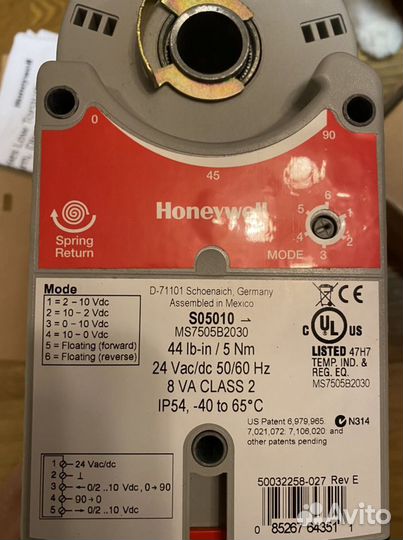 0
90
45
Honeywell
Spring
Return
6
5
1
4
2
MODE 3
Mode
1 = 2 – 10 Vdc
2 = 10 – 2 Vdc
3 = 0 – 10 Vdc
4 = 10 – 0 Vdc
5 = Floating (forward)
6 = Floating (reverse)
D-71101 Schoenaich, Germany
Assembled in Mexico
S05010 →
MS7505B2030
44 lb-in / 5 Nm
24 Vac/dc 50/60 Hz
8 VA CLASS 2
IP54, -40 to 65°C
CE
C UL US
LISTED 47H7
TEMP. IND. &
REG. EQ.
MS7505B2030
US Patent 6,979,965.
7,021,072; 7,106,020. and
other patents pending
N314
1 24 Vac/dc
2 ⊥
3 ← 0/2 ..10 Vdc, 0→90
4 90→0
5 → 0/2 ..10 Vdc
50032258-027 Rev E
0 85267 64351
Avito